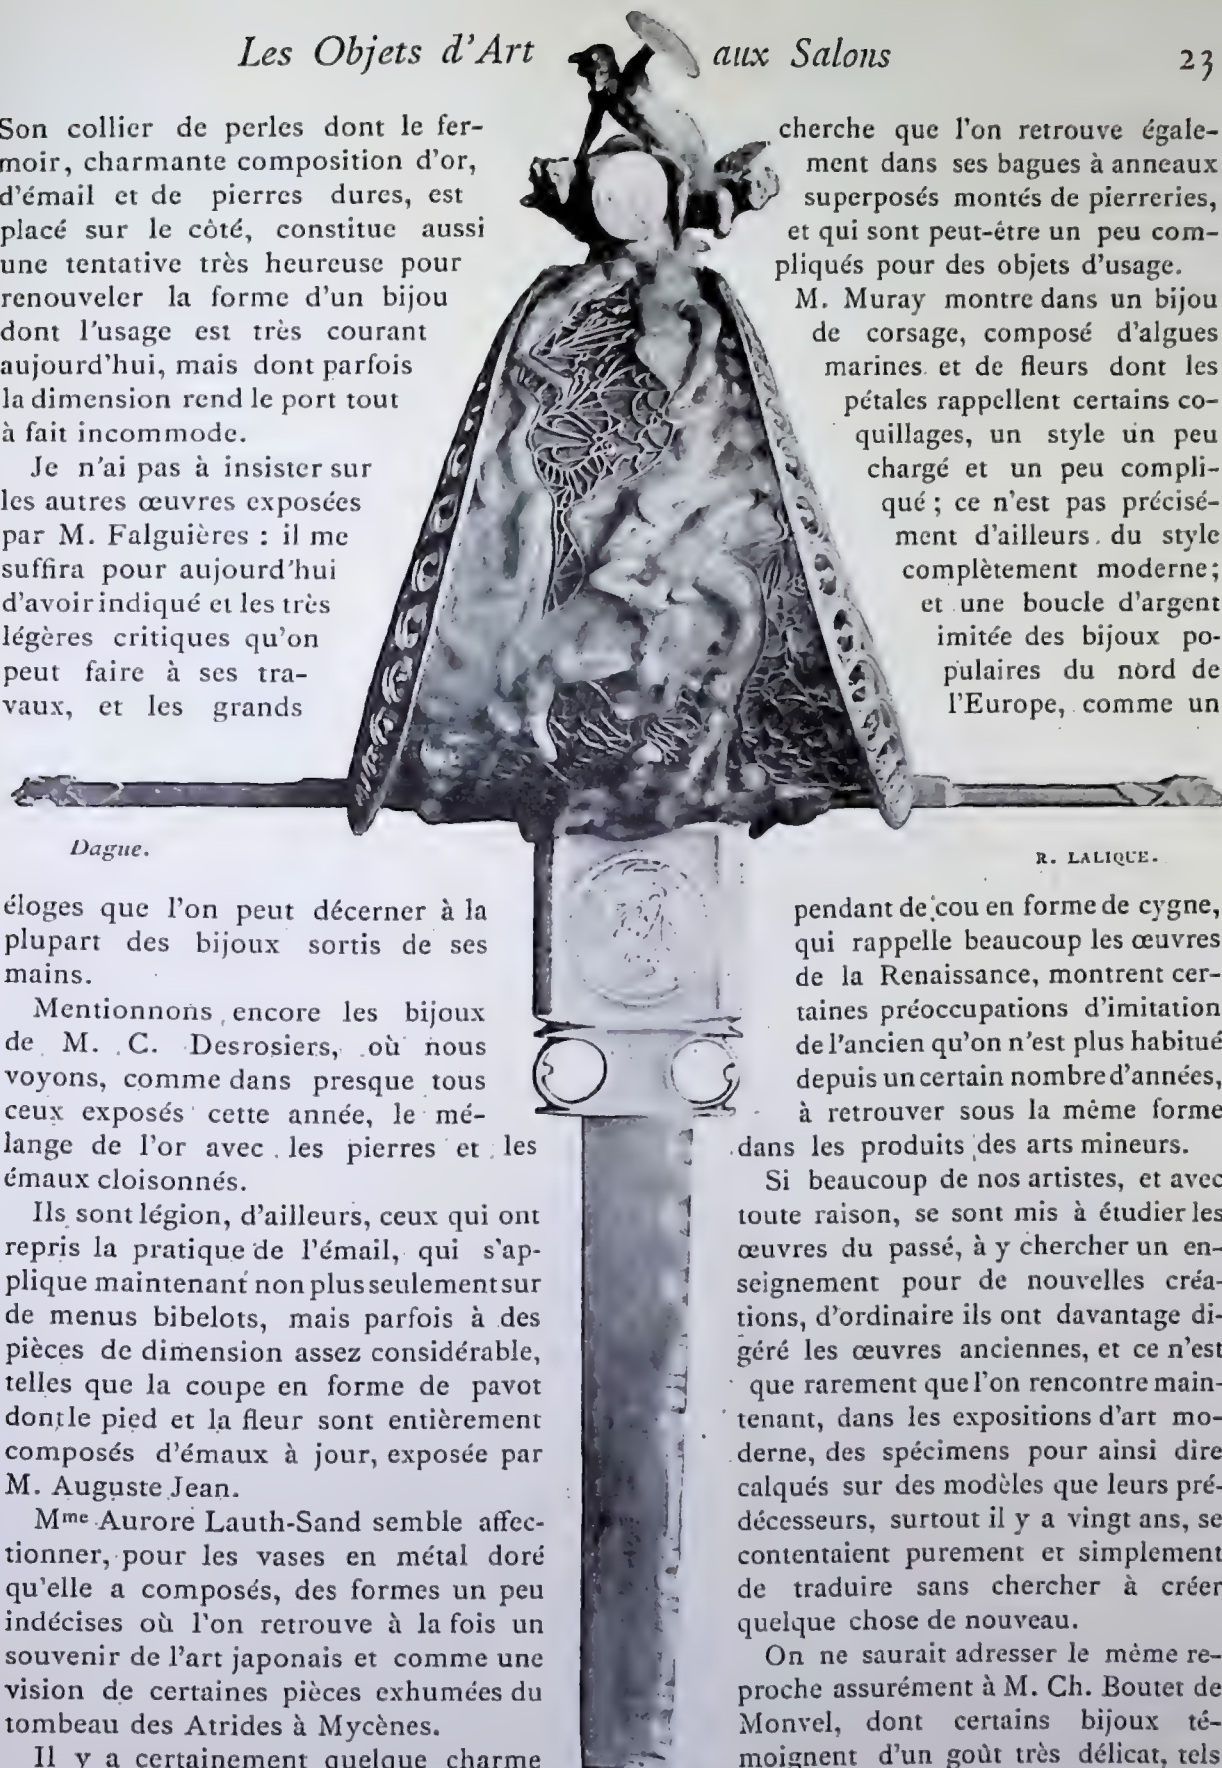 Les Objets d'Art aux Salons 23
Son collier de perles dont le fer-
moir, charmante composition d'or,
d'émail et de pierres dures, est
placé sur le côté, constitue aussi
une tentative très heureuse pour
renouveler la forme d'un bijou
dont l'usage est très courant
aujourd'hui, mais dont parfois
la dimension rend le port tout
à fait incommode.
Je n'ai pas à insister sur
les autres œuvres exposées
par M. Falguières : il me
suffira pour aujourd'hui
d'avoir indiqué et les très
légères critiques qu'on
peut faire à ses tra-
vaux, et les grands
Dague.
éloges que l'on peut décerner à la
plupart des bijoux sortis de ses
mains.
Mentionnons encore les bijoux
de M. C. Desrosiers, où nous
voyons, comme dans presque tous
ceux exposés cette année, le mé-
lange de l'or avec les pierres et les
émaux cloisonnés.
Ils sont légion, d'ailleurs, ceux qui ont
repris la pratique de l'émail, qui s'ap-
plique maintenant non plus seulement sur
de menus bibelots, mais parfois à des
pièces de dimension assez considérable,
telles que la coupe en forme de pavot
dont le pied et la fleur sont entièrement
composés d'émaux à jour, exposée par
M. Auguste Jean.
Mme Aurore Lauth-Sand semble affec-
tionner, pour les vases en métal doré
qu'elle a composés, des formes un peu
indécises où l'on retrouve à la fois un
souvenir de l'art japonais et comme une
vision de certaines pièces exhumées du
tombeau des Atrides à Mycènes.
Il y a certainement quelque charme
cherche que l'on retrouve égale-
ment dans ses bagues à anneaux
superposés montés de pierreries,
et qui sont peut-être un peu com-
pliqués pour des objets d'usage.
M. Muray montre dans un bijou
de corsage, composé d'algues
marines et de fleurs dont les
pétales rappellent certains co-
quillages, un style un peu
chargé et un peu compli-
qué ; ce n'est pas précisé-
ment d'ailleurs du style
complètement moderne;
et une boucle d'argent
imitée des bijoux po-
pulaires du nord de
l'Europe, comme un
R. LALIQUE.
pendant de cou en forme de cygne,
qui rappelle beaucoup les œuvres
de la Renaissance, montrent cer-
taines préoccupations d'imitation
de l'ancien qu'on n'est plus habitué
depuis un certain nombre d'années,
à retrouver sous la même forme
dans les produits des arts mineurs.
Si beaucoup de nos artistes, et avec
toute raison, se sont mis à étudier les
œuvres du passé, à y chercher un en-
seignement pour de nouvelles créa-
tions, d'ordinaire ils ont davantage di-
géré les œuvres anciennes, et ce n'est
que rarement que l'on rencontre main-
tenant, dans les expositions d'art mo-
derne, des spécimens pour ainsi dire
calqués sur des modèles que leurs pré-
décesseurs, surtout il y a vingt ans, se
contentaient purement et simplement
de traduire sans chercher à créer
quelque chose de nouveau.
On ne saurait adresser le même re-
proche assurément à M. Ch. Boutet de
Monvel, dont certains bijoux té-
moignent d'un goût très délicat, tels